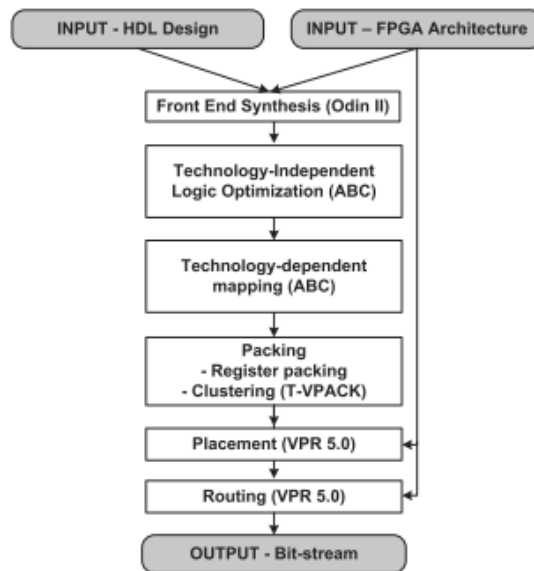 INPUT - HDL Design
INPUT – FPGA Architecture
Front End Synthesis (Odin II)
Technology-Independent
Logic Optimization (ABC)
Technology-dependent
mapping (ABC)
Packing
- Register packing
- Clustering (T-VPACK)
Placement (VPR 5.0)
Routing (VPR 5.0)
OUTPUT - Bit-stream